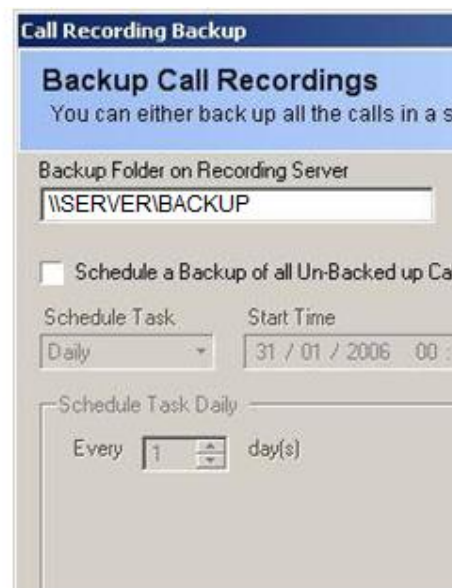 Call Recording Backup
Backup Call Recordings
You can either back up all the calls in a s
Backup Folder on Recording Server
\\SERVER\BACKUP
Schedule a Backup of all Un-Backed up Ca
Schedule Task Start Time
Daily 31 / 01 / 2006 00 :
Schedule Task Daily
Every 1 day(s)